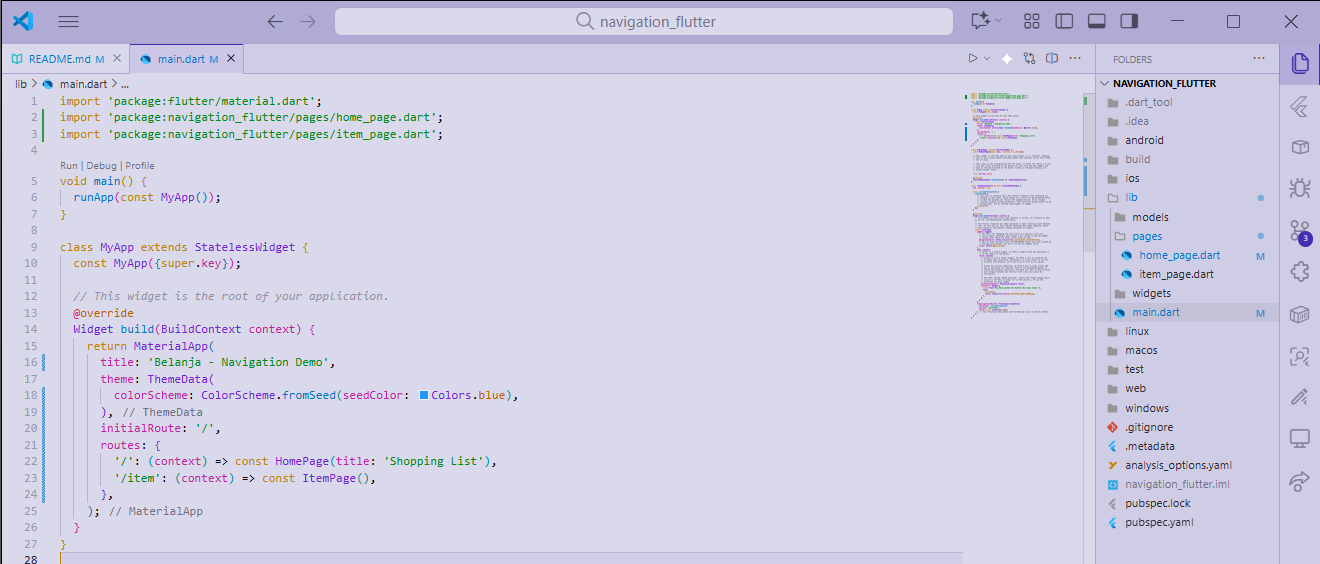 navigation_flutter
README.md M
main.dart M
lib > main.dart > ...
1 import 'package:flutter/material.dart';
2 import 'package:navigation_flutter/pages/home_page.dart';
3 import 'package:navigation_flutter/pages/item_page.dart';
4
Run | Debug | Profile
5 void main() {
6 runApp(const MyApp());
7 }
8
9 class MyApp extends StatelessWidget {
10 const MyApp({super.key});
11
12 // This widget is the root of your application.
13 @override
14 Widget build(BuildContext context) {
15 return MaterialApp(
16 title: 'Belanja - Navigation Demo',
17 theme: ThemeData(
18 colorScheme: ColorScheme.fromSeed(seedColor: Colors.blue),
19 ), // ThemeData
20 initialRoute: '/',
21 routes: {
22 '/': (context) => const HomePage(title: 'Shopping List'),
23 '/item': (context) => const ItemPage(),
24 },
25 ); // MaterialApp
26 }
27 }
28
FOLDERS
NAVIGATION_FLUTTER
.dart_tool
.idea
android
build
ios
lib
models
pages
home_page.dart M
item_page.dart
widgets
main.dart M
linux
macos
test
web
windows
.gitignore
.metadata
analysis_options.yaml
navigation_flutter.iml
pubspec.lock
pubspec.yaml
3